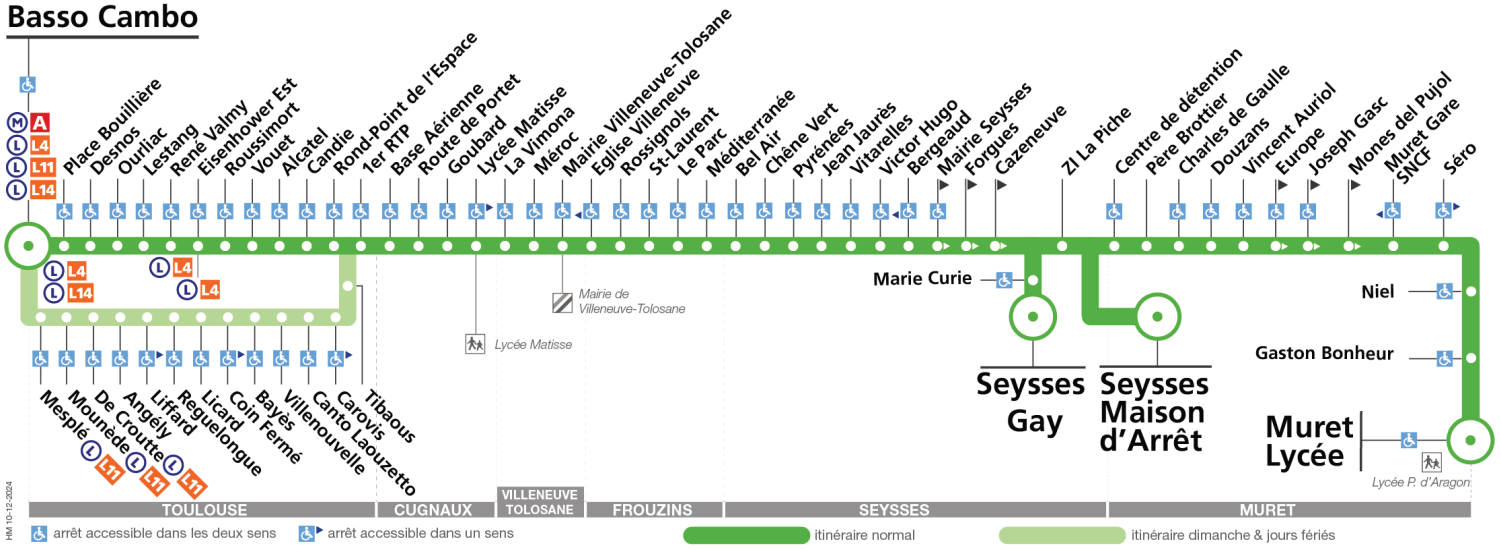 Basso Cambo
M A
L L4
L L11
L L14
Place Bouillière
Desnos
Ourliac
Lestang
René Valmy
Eisenhower Est
Roussimort
Vouet
Alcatel
Candie
Rond-Point de l'Espace
1er RTP
Base Aérienne
Route de Portet
Goubard
Lycée Matisse
La Vimona
Méroc
Mairie Villeneuve-Tolosane
Eglise Villeneuve
Rossignols
St-Laurent
Le Parc
Méditerranée
Bel Air
Chêne Vert
Pyrénées
Jean Jaurès
Vitarelles
Victor Hugo
Bergeaud
Mairie Seysses
Forgues
Cazeneuve
ZI La Piche
Centre de détention
Père Brottier
Charles de Gaulle
Douzans
Vincent Auriol
Europe
Joseph Gasc
Mones del Pujol
Muret Gare
SNCF
Séro
L L4
L L14
L L4
L L4
Marie Curie
Mairie de
Villeneuve-Tolosane
Lycée Matisse
Niel
Gaston Bonheur
Mesplé L L11
Mounède L L11
De Croutte L L11
Angély
Liffard
Reguelongue
Licard
Coin Fermé
Bayès
Villenouvelle
Canto Laouzetto
Carovis
Tibaous
Seysses
Gay
Seysses
Maison
d'Arrêt
Muret
Lycée
Lycée P. d'Aragon
HM 10-12-2024
TOULOUSE
CUGNAUX
VILLENEUVE
TOLOSANE
FROUZINS
SEYSSES
MURET
arrêt accessible dans les deux sens
arrêt accessible dans un sens
itinéraire normal
itinéraire dimanche & jours fériés